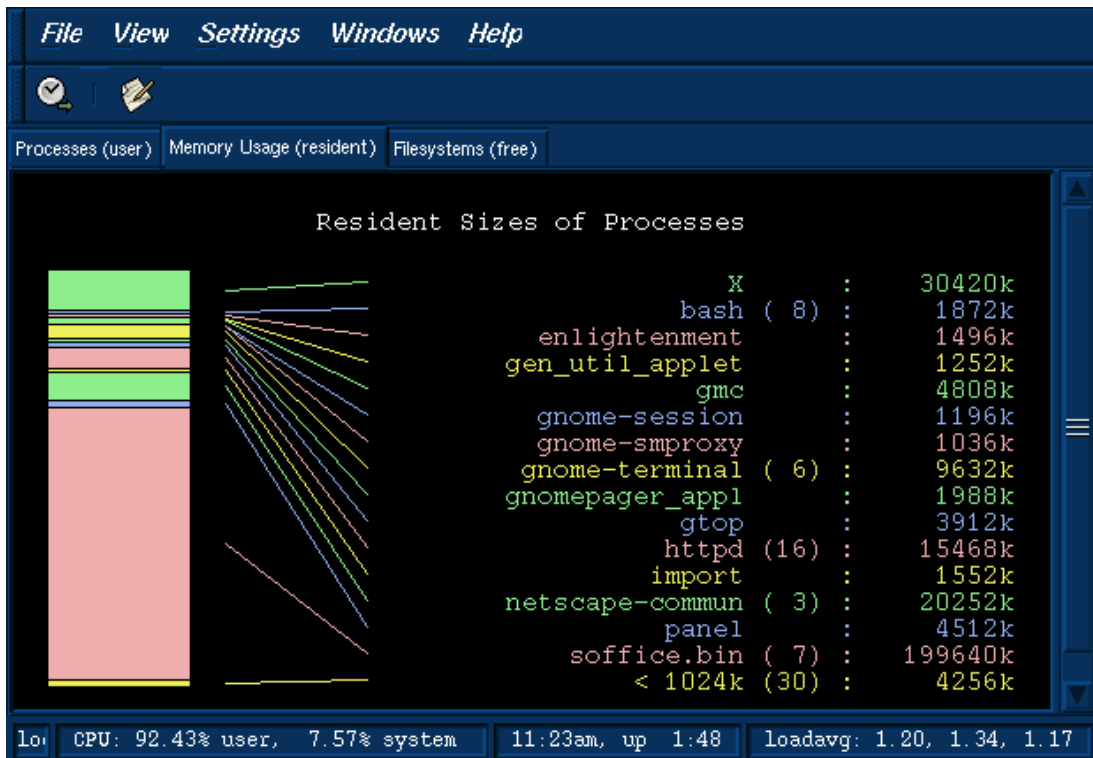 File View Settings Windows Help
Processes (user) Memory Usage (resident) Filesystems (free)
Resident Sizes of Processes
X : 30420k
bash ( 8) : 1872k
enlightenment : 1496k
gen_util_applet : 1252k
gmc : 4808k
gnome-session : 1196k
gnome-smproxy : 1036k
gnome-terminal ( 6) : 9632k
gnomepager_appl : 1988k
gtop : 3912k
httpd (16) : 15468k
import : 1552k
netscape-commun ( 3) : 20252k
panel : 4512k
soffice.bin ( 7) : 199640k
< 1024k (30) : 4256k
CPU: 92.43% user, 7.57% system 11:23am, up 1:48 loadavg: 1.20, 1.34, 1.17